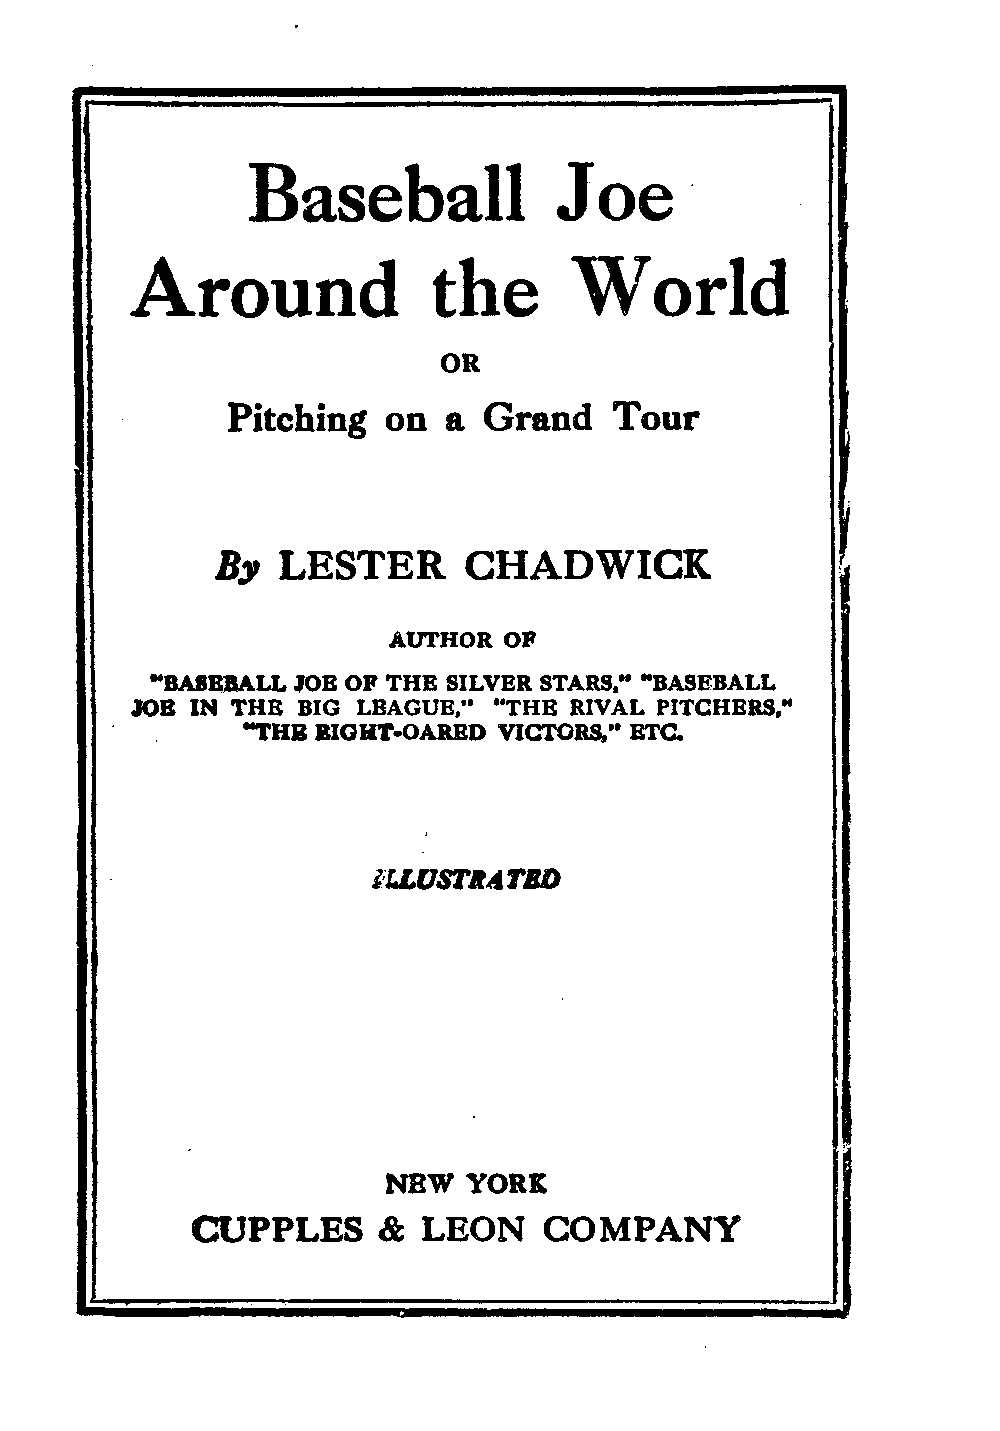 Baseball Joe
Around the World
OR
Pitching on a Grand Tour
By LESTER CHADWICK
AUTHOR OF
"BASEBALL JOE OF THE SILVER STARS," "BASEBALL
JOE IN THE BIG LEAGUE," "THE RIVAL PITCHERS,"
"THE EIGHT-OARED VICTORS," ETC.
ILLUSTRATED
NEW YORK
CUPPLES & LEON COMPANY